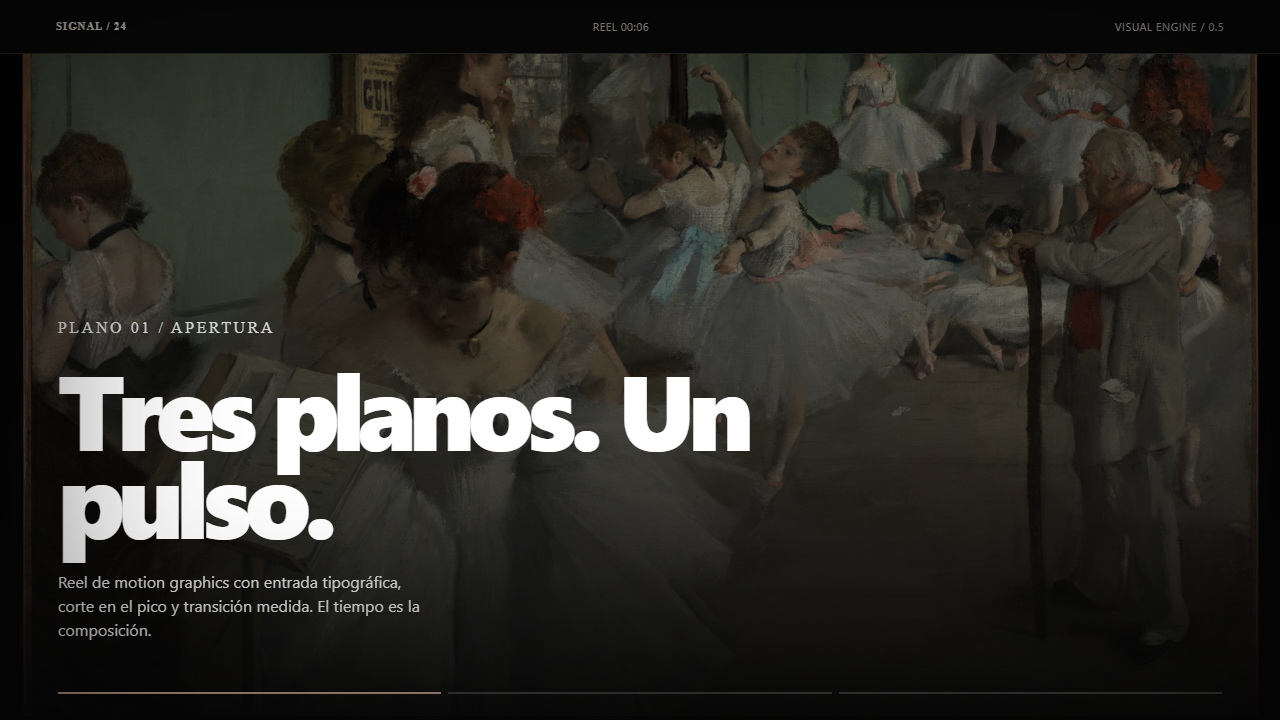 SIGNAL / 24
REEL 00:06
VISUAL ENGINE / 0.5
PLANO 01 / APERTURA
Tres planos. Un
pulso.
Reel de motion graphics con entrada tipográfica,
corte en el pico y transición medida. El tiempo es la
composición.